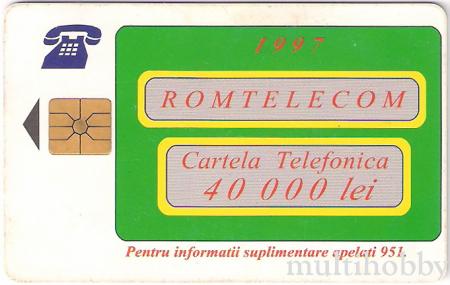 1997
ROMTELECOM
Cartela Telefonica
40 000 lei
Pentru informatii suplimentare apelati 951.
multihobby